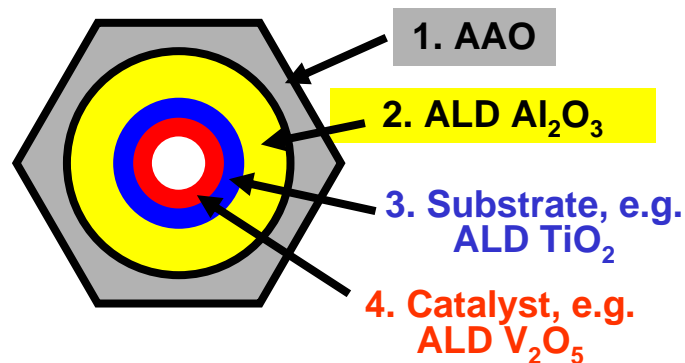 1. AAO
2. ALD Al₂O₃
3. Substrate, e.g.
ALD TiO₂
4. Catalyst, e.g.
ALD V₂O₅